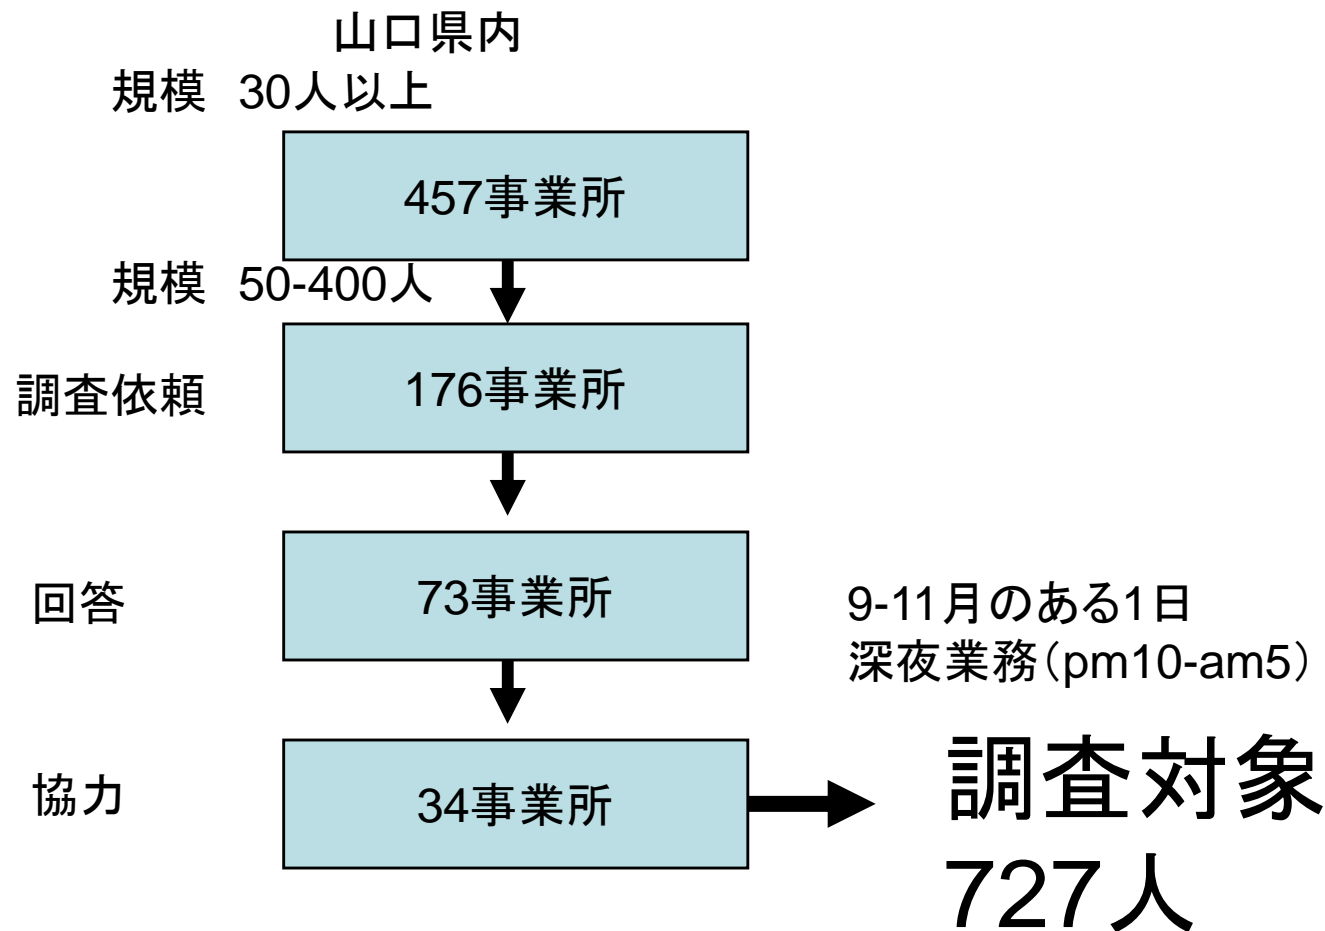 山口県内
規模 30人以上
457事業所
規模 50-400人
調査依頼 176事業所
回答 73事業所
協力 34事業所
9-11月のある1日
深夜業務（pm10-am5）
調査対象
727人